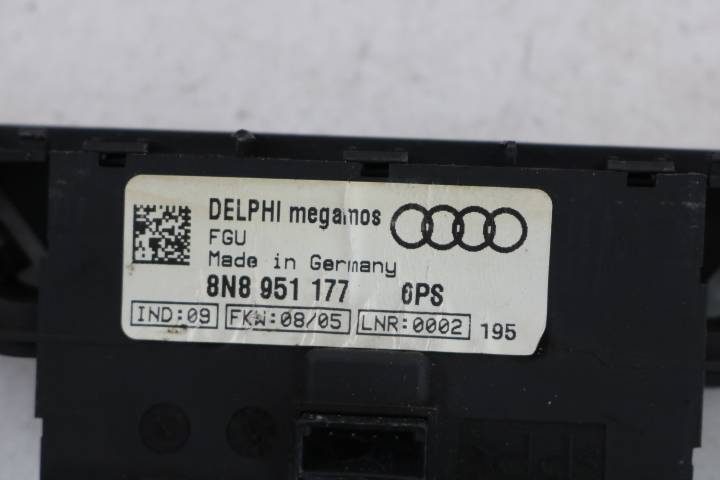 DELPHI megamos
FGU
Made in Germany
8N8 951 177 6PS
IND:09 FKW:08/05 LNR:0002 195